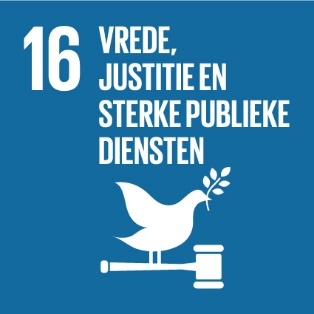 16 VREDE,
JUSTITIE EN
STERKE PUBLIEKE
DIENSTEN